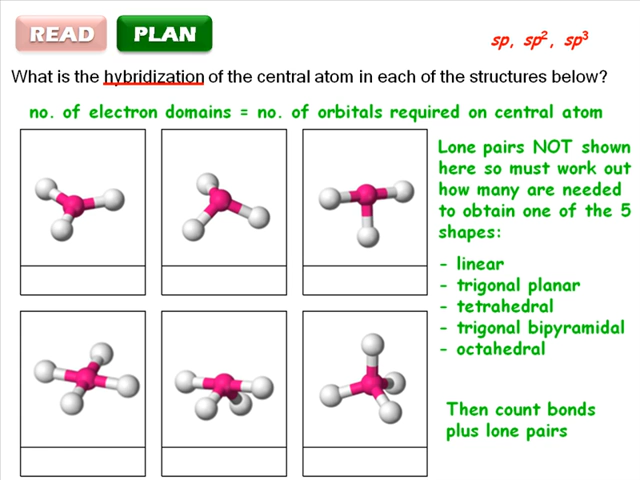 READ PLAN
sp, sp², sp³
What is the hybridization of the central atom in each of the structures below?
no. of electron domains = no. of orbitals required on central atom
Lone pairs NOT shown
here so must work out
how many are needed
to obtain one of the 5
shapes:
- linear
- trigonal planar
- tetrahedral
- trigonal bipyramidal
- octahedral
Then count bonds
plus lone pairs